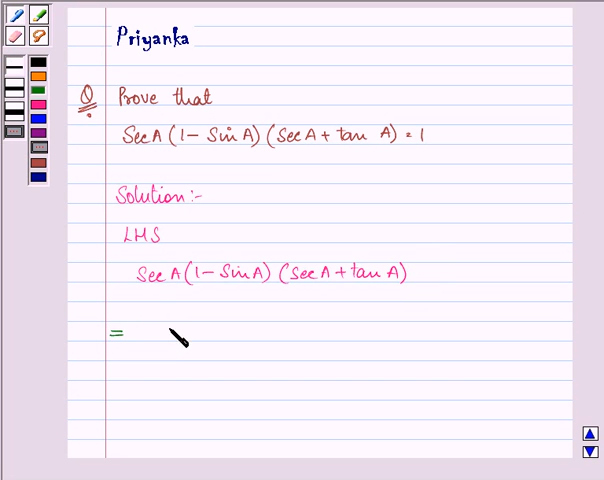 Priyanka
Q. Prove that
Sec A (1 - Sin A) (Sec A + tan A) = 1
Solution :-
LHS
Sec A (1 - Sin A) (Sec A + tan A)
=